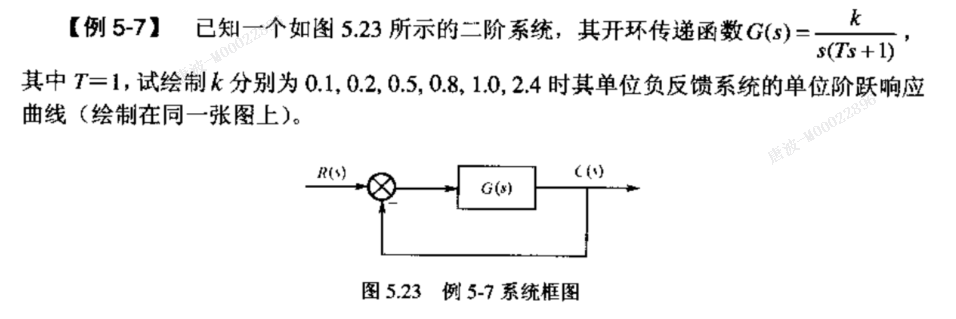 【例 5-7】 已知一个如图 5.23 所示的二阶系统，其开环传递函数 G(s) = k / s(Ts + 1) ，
其中 T=1，试绘制 k 分别为 0.1, 0.2, 0.5, 0.8, 1.0, 2.4 时其单位负反馈系统的单位阶跃响应
曲线（绘制在同一张图上）。
唐波-M00022896
R(s)
G(s)
C(s)
−
图 5.23 例 5-7 系统框图